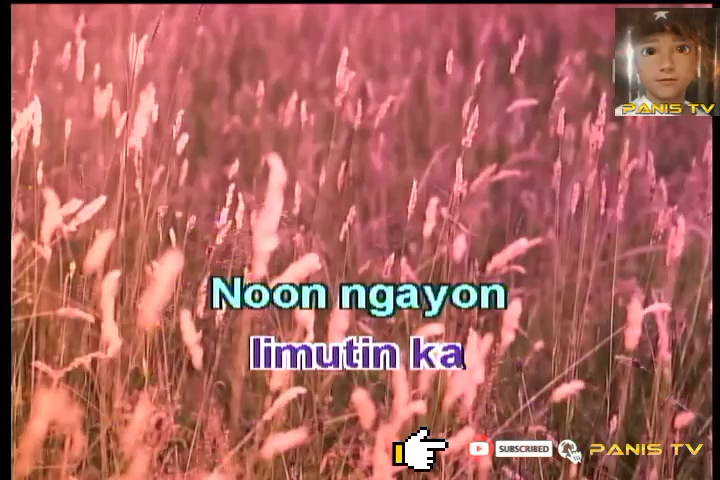 PANIS TV
Noon ngayon
limutin ka
SUBSCRIBED
PANIS TV